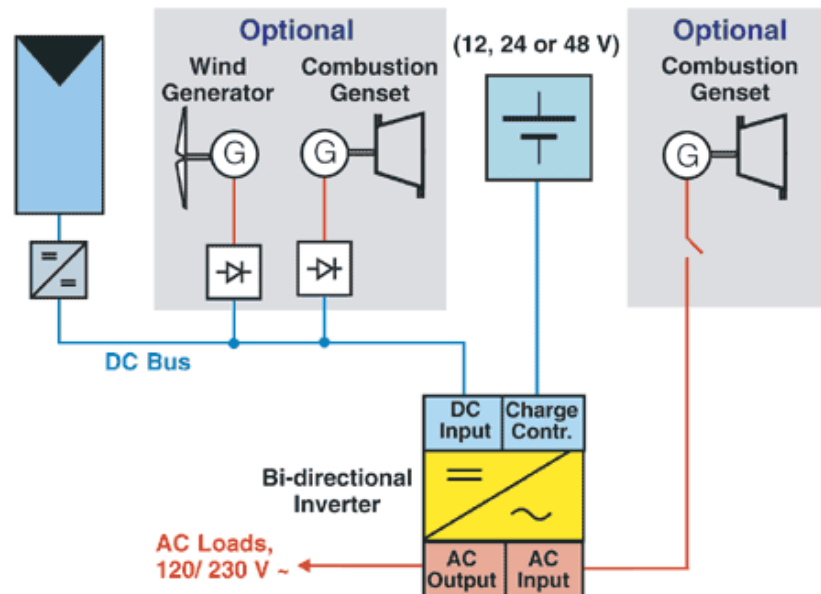 Optional
Wind
Generator
Combustion
Genset
G
G
(12, 24 or 48 V)
Optional
Combustion
Genset
G
DC Bus
DC
Input
Charge
Contr.
Bi-directional
Inverter
AC Loads,
120/ 230 V ~
AC
Output
AC
Input